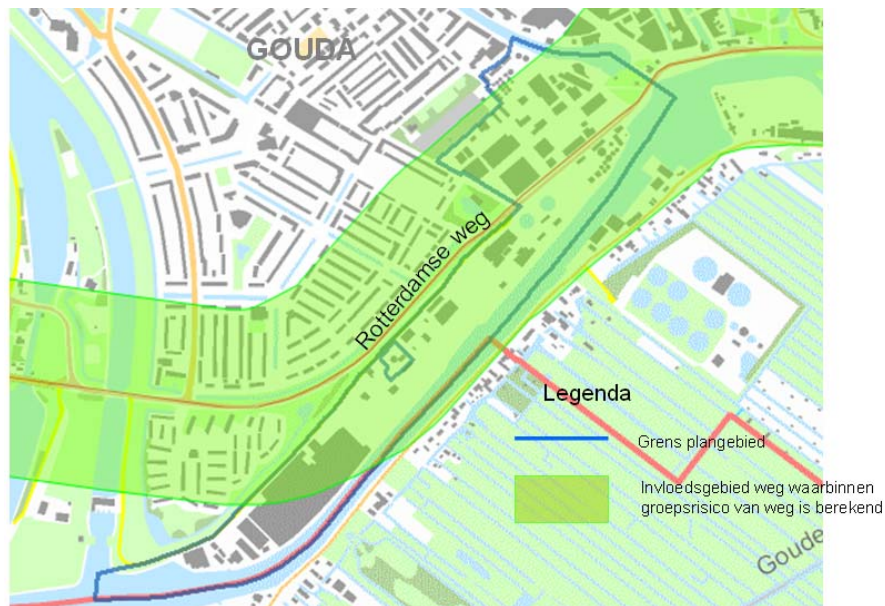 GOUDA
Rotterdamse weg
Legenda
Grens plangebied
Invloedsgebied weg waarbinnen
groepsrisico van weg is berekend
Goude